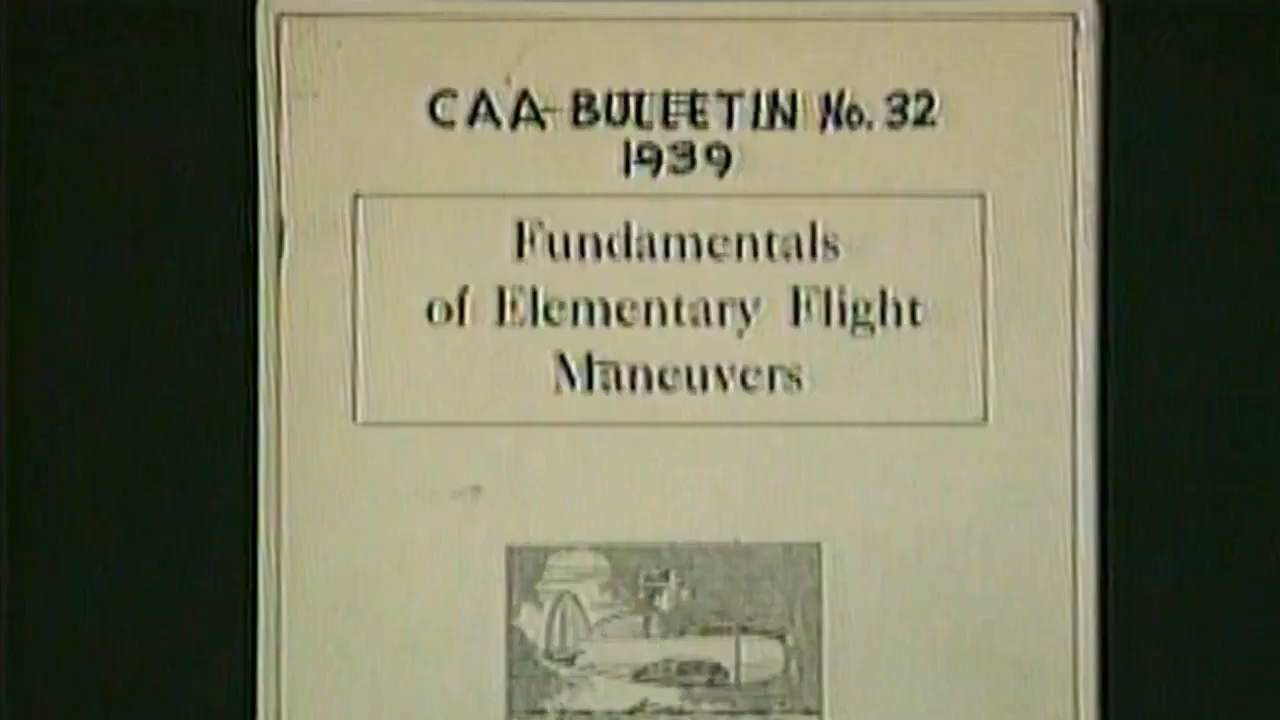 CAA BULLETIN No. 32
1939
Fundamentals
of Elementary Flight
Maneuvers